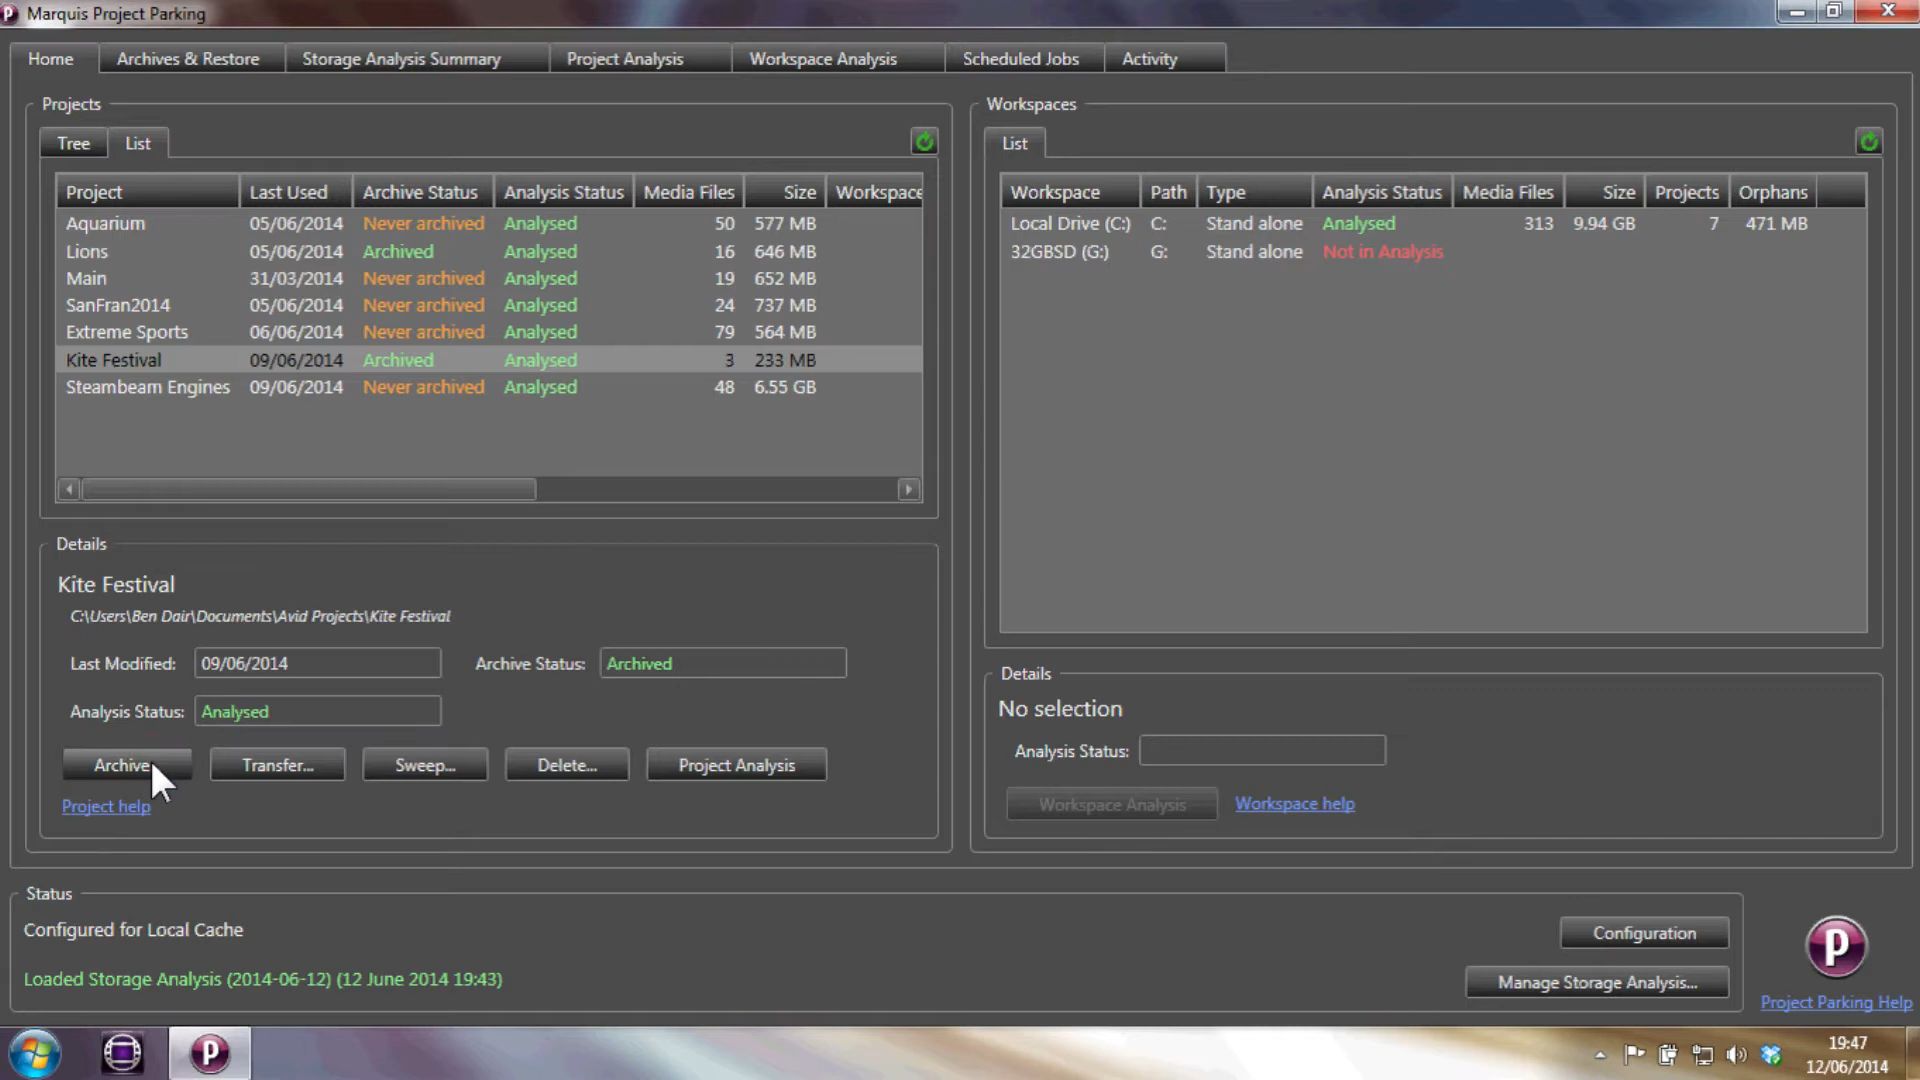 Marquis Project Parking
Home Archives & Restore Storage Analysis Summary Project Analysis Workspace Analysis Scheduled Jobs Activity
Projects
Tree List
Project Last Used Archive Status Analysis Status Media Files Size Workspace
Aquarium 05/06/2014 Never archived Analysed 50 577 MB
Lions 05/06/2014 Archived Analysed 16 646 MB
Main 31/03/2014 Never archived Analysed 19 652 MB
SanFran2014 05/06/2014 Never archived Analysed 24 737 MB
Extreme Sports 06/06/2014 Never archived Analysed 79 564 MB
Kite Festival 09/06/2014 Archived Analysed 3 233 MB
Steambeam Engines 09/06/2014 Never archived Analysed 48 6.55 GB
Details
Kite Festival
C:\Users\Ben Dair\Documents\Avid Projects\Kite Festival
Last Modified: 09/06/2014 Archive Status: Archived
Analysis Status: Analysed
Archive Transfer... Sweep... Delete... Project Analysis
Project help
Workspaces
List
Workspace Path Type Analysis Status Media Files Size Projects Orphans
Local Drive (C:) C: Stand alone Analysed 313 9.94 GB 7 471 MB
32GBSD (G:) G: Stand alone Not in Analysis
Details
No selection
Analysis Status:
Workspace Analysis Workspace help
Status
Configured for Local Cache
Loaded Storage Analysis (2014-06-12) (12 June 2014 19:43)
Configuration
Manage Storage Analysis...
P
Project Parking Help
P
19:47
12/06/2014